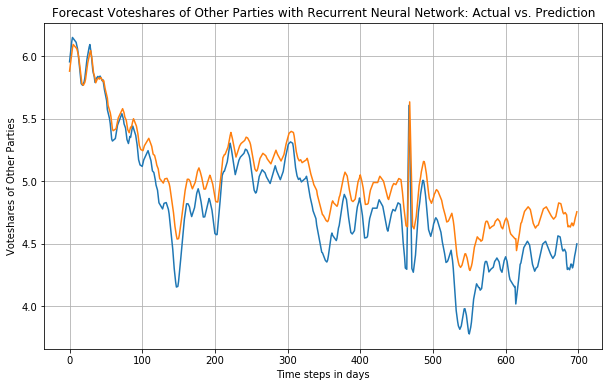 Forecast Voteshares of Other Parties with Recurrent Neural Network: Actual vs. Prediction
6.0
5.5
5.0
4.5
4.0
Voteshares of Other Parties
0 100 200 300 400 500 600 700
Time steps in days